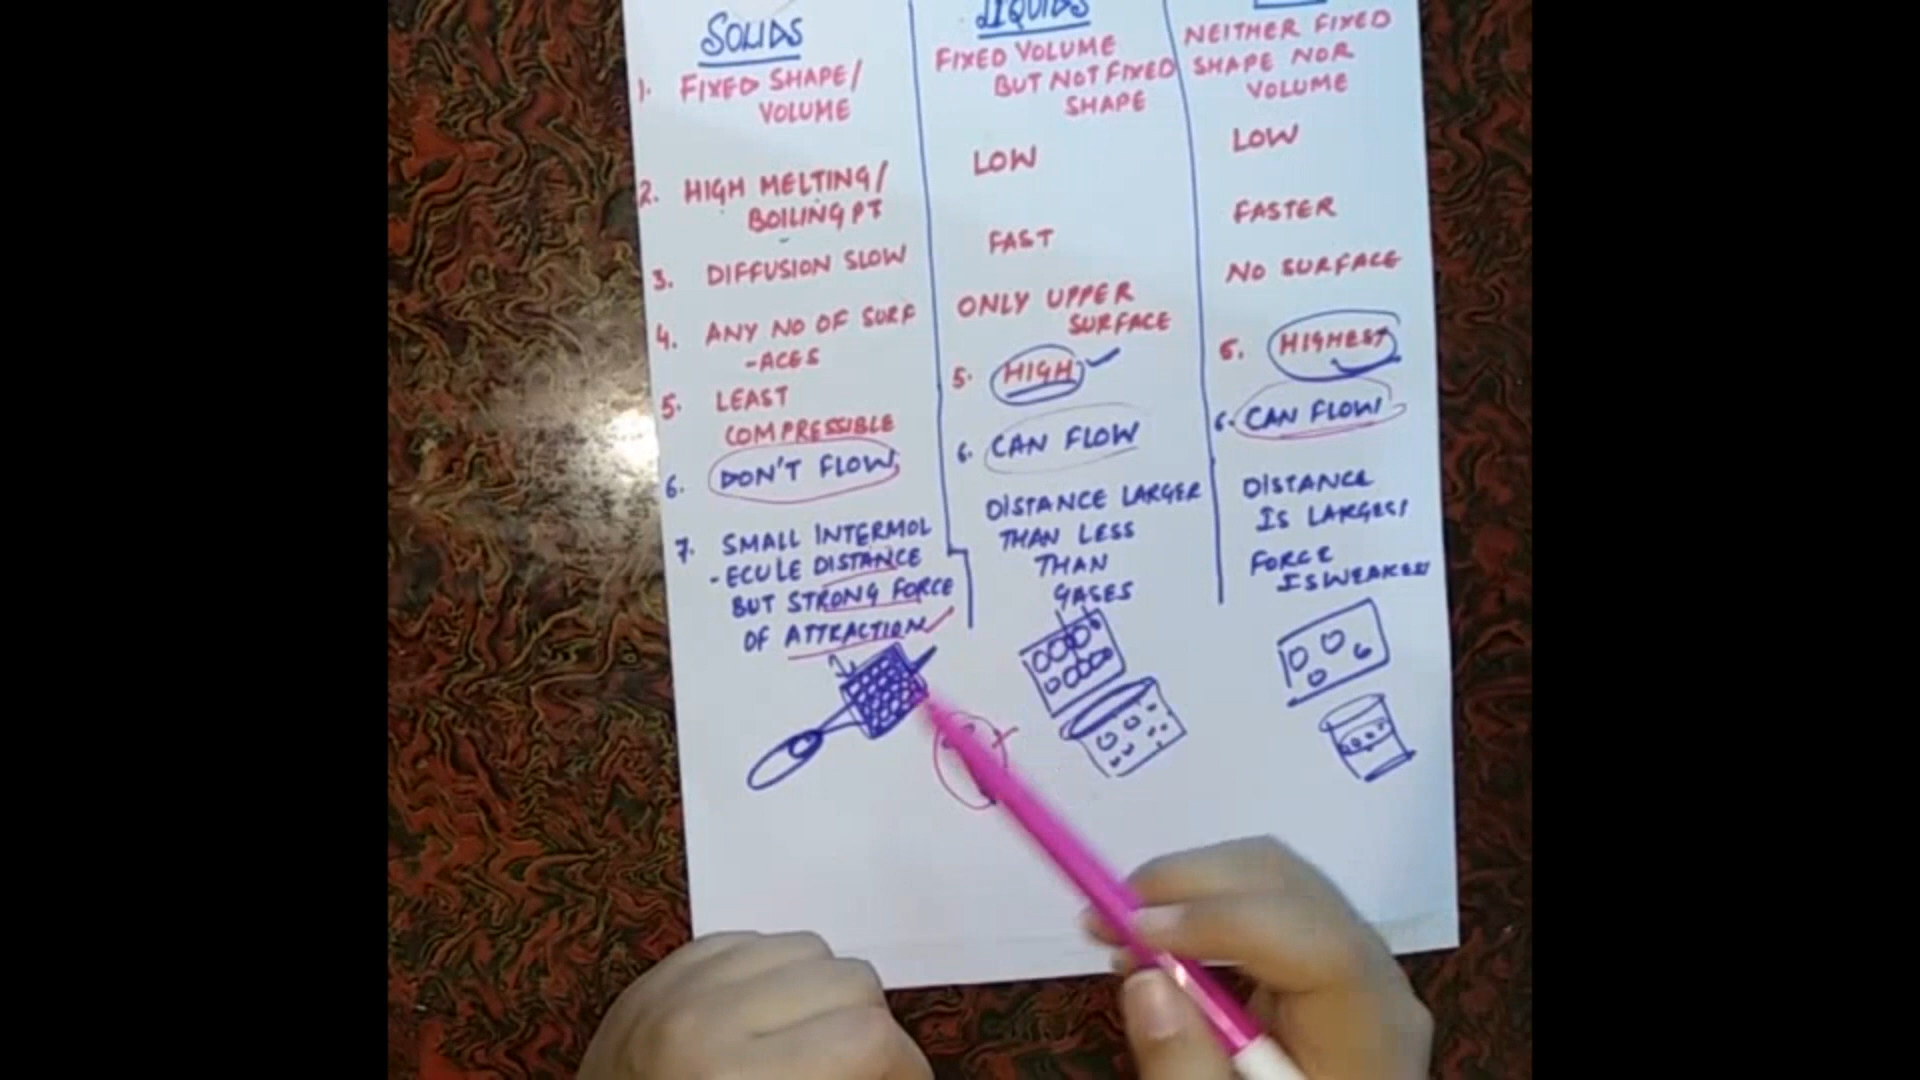 SOLIDS
1. FIXED SHAPE/
VOLUME
2. HIGH MELTING/
BOILING PT
3. DIFFUSION SLOW
4. ANY NO OF SURF
-ACES
5. LEAST
COMPRESSIBLE
6. DON'T FLOW
7. SMALL INTERMOL
-ECULE DISTANCE
BUT STRONG FORCE
OF ATTRACTION
LIQUIDS
FIXED VOLUME
BUT NOT FIXED
SHAPE
LOW
FAST
ONLY UPPER
SURFACE
5. HIGH
6. CAN FLOW
DISTANCE LARGER
THAN LESS
THAN
GASES
NEITHER FIXED
SHAPE NOR
VOLUME
LOW
FASTER
NO SURFACE
5. HIGHEST
6. CAN FLOW
DISTANCE
IS LARGEST
FORCE
IS WEAKEST